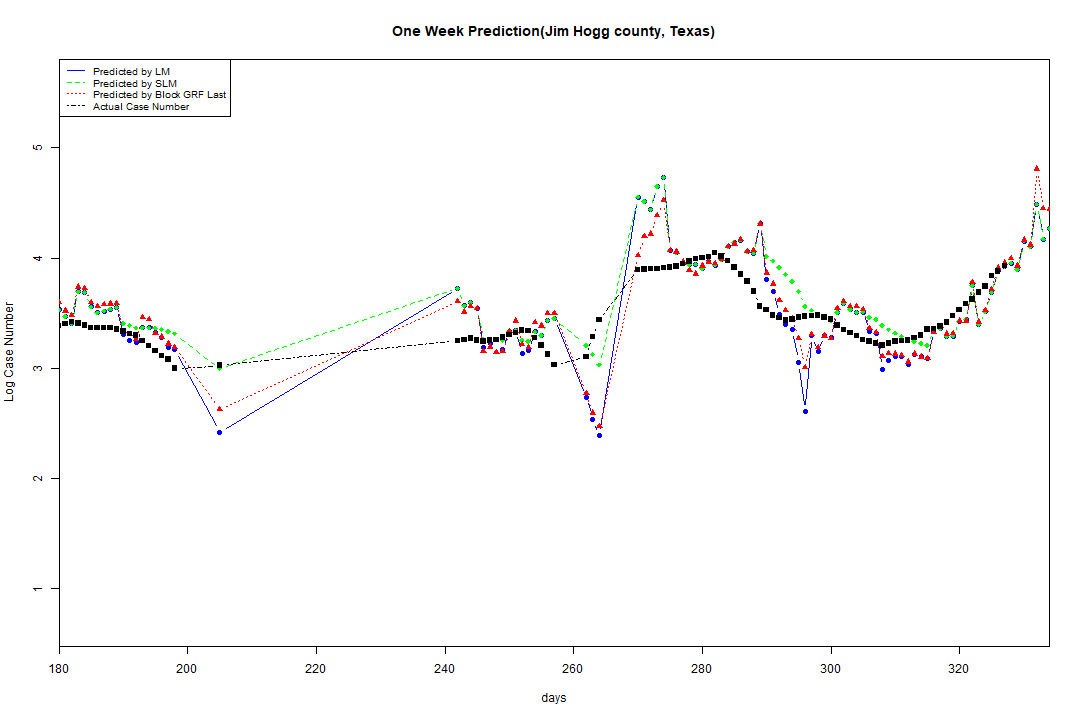 One Week Prediction(Jim Hogg county, Texas)
Predicted by LM
Predicted by SLM
Predicted by Block GRF Last
Actual Case Number
5
4
3
2
1
Log Case Number
180
200
220
240
260
280
300
320
days